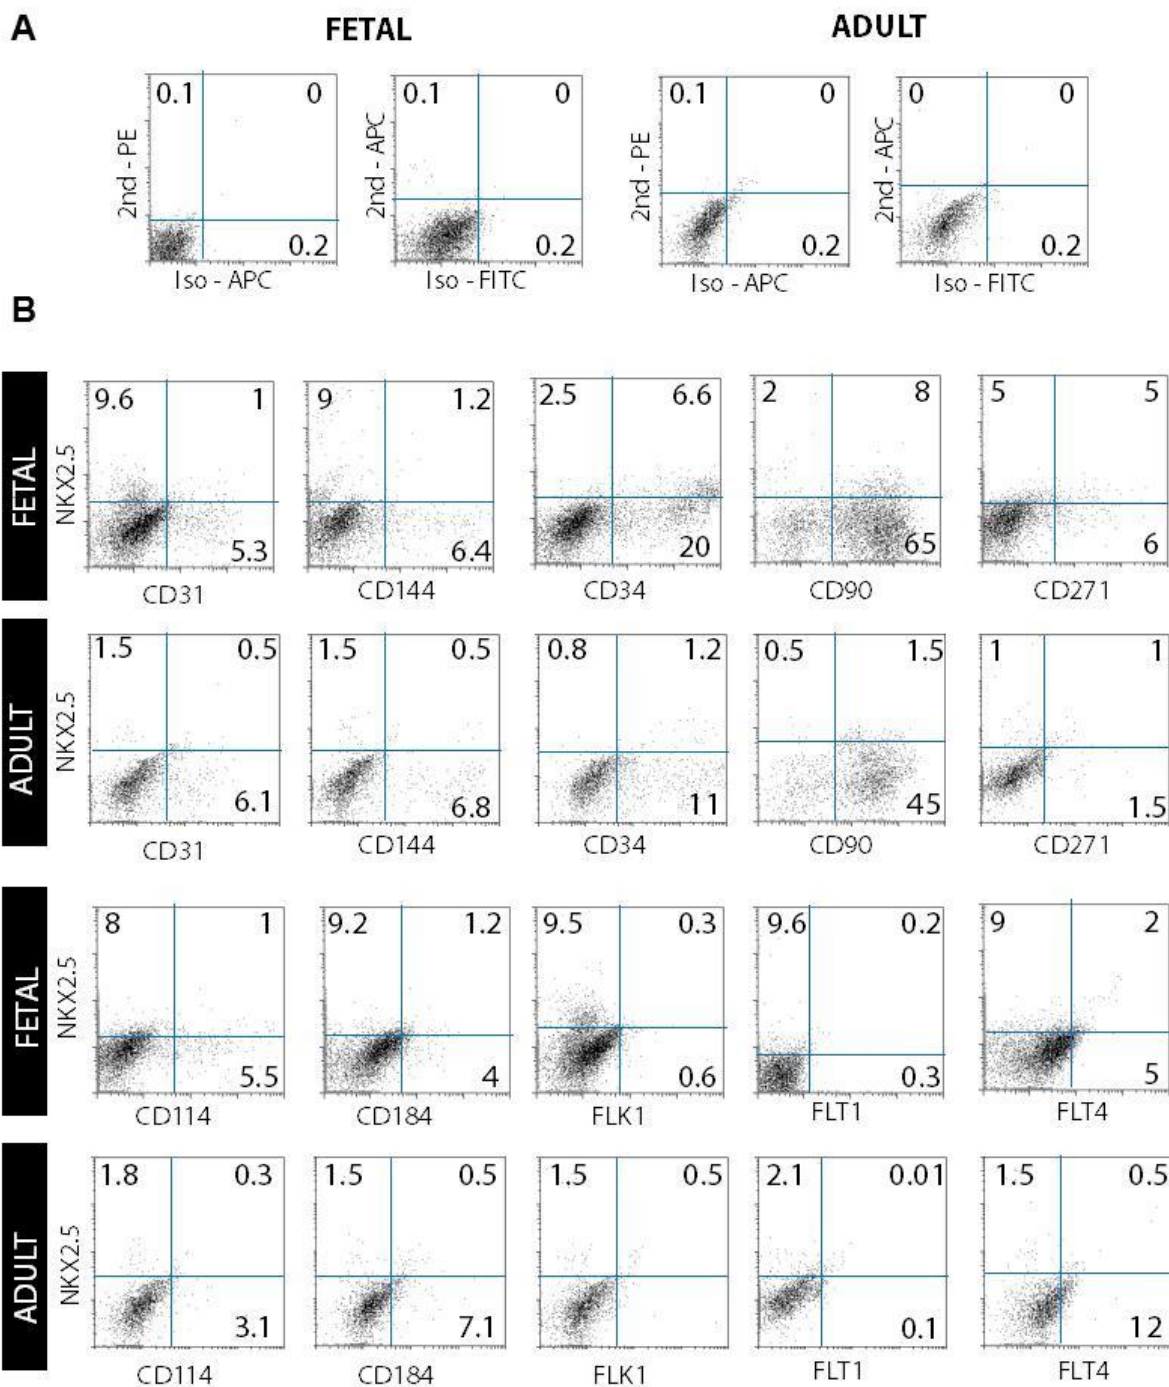 A
FETAL
ADULT
0.1 0
2nd - PE
0.2
Iso - APC
0.1 0
2nd - APC
0.2
Iso - FITC
0.1 0
2nd - PE
0.2
Iso - APC
0 0
2nd - APC
0.2
Iso - FITC
B
FETAL
NKX2.5
9.6 1
5.3
CD31
9 1.2
6.4
CD144
2.5 6.6
20
CD34
2 8
65
CD90
5 5
6
CD271
ADULT
NKX2.5
1.5 0.5
6.1
CD31
1.5 0.5
6.8
CD144
0.8 1.2
11
CD34
0.5 1.5
45
CD90
1 1
1.5
CD271
FETAL
NKX2.5
8 1
5.5
CD114
9.2 1.2
4
CD184
9.5 0.3
0.6
FLK1
9.6 0.2
0.3
FLT1
9 2
5
FLT4
ADULT
NKX2.5
1.8 0.3
3.1
CD114
1.5 0.5
7.1
CD184
1.5 0.5
FLK1
2.1 0.01
0.1
FLT1
1.5 0.5
12
FLT4